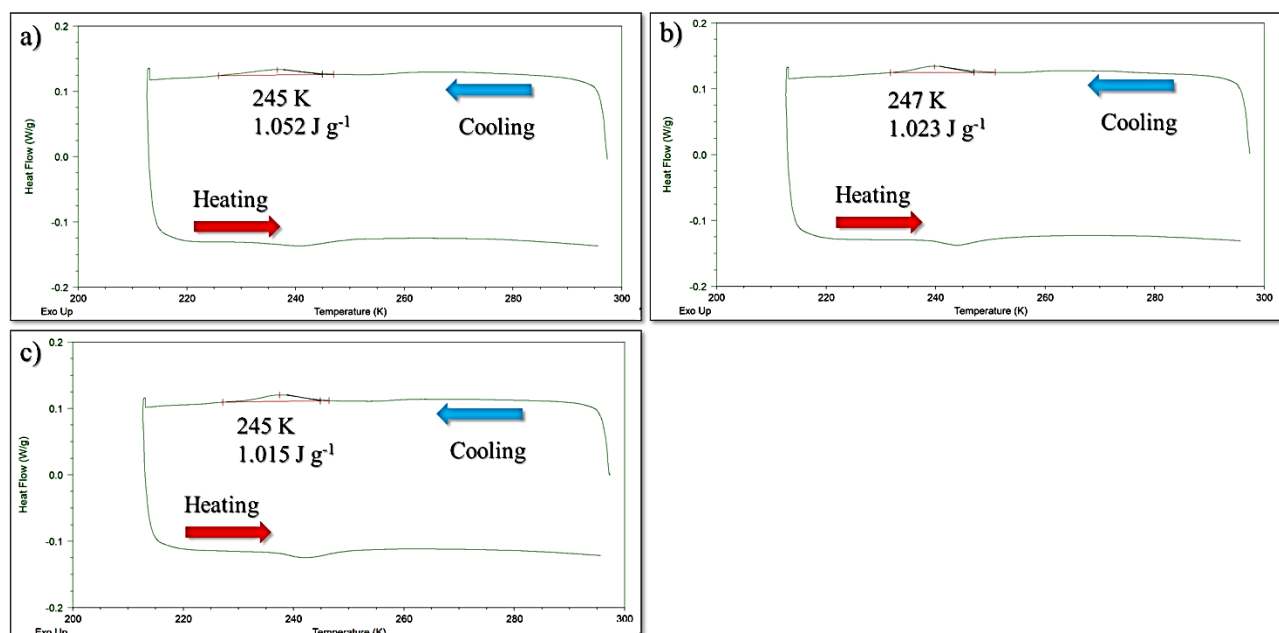 a)
0.2
0.1
0.0
-0.1
-0.2
Heat Flow (W/g)
245 K
1.052 J g⁻¹
Cooling
Heating
200
220
240
260
280
300
Exo Up
Temperature (K)
b)
0.2
0.1
0.0
-0.1
-0.2
Heat Flow (W/g)
247 K
1.023 J g⁻¹
Cooling
Heating
200
220
240
260
280
300
Exo Up
Temperature (K)
c)
0.2
0.1
0.0
-0.1
-0.2
Heat Flow (W/g)
245 K
1.015 J g⁻¹
Cooling
Heating
200
220
240
260
280
300
Exo Up
Temperature (K)